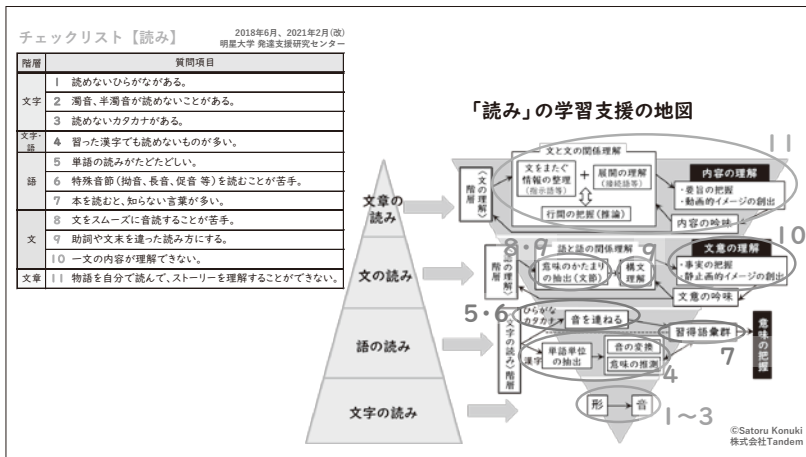 チェックリスト【読み】
2018年6月、2021年2月(改)
明星大学 発達支援研究センター
階層 質問項目
文字
1 読めないひらがながある。
2 濁音、半濁音が読めないことがある。
3 読めないカタカナがある。
文字・語
4 習った漢字でも読めないものが多い。
語
5 単語の読みがたどたどしい。
6 特殊音節(拗音、長音、促音 等)を読むことが苦手。
7 本を読むと、知らない言葉が多い。
文
8 文をスムーズに音読することが苦手。
9 助詞や文末を違った読み方にする。
10 一文の内容が理解できない。
文章
11 物語を自分で読んで、ストーリーを理解することができない。
「読み」の学習支援の地図
文章の読み
文の読み
語の読み
文字の読み
11
〈文の理解〉階層
文と文の関係理解
文をまたぐ情報の整理
(指示語等)
+
展開の理解
(接続語等)
行間の把握(推論)
内容の理解
・要旨の把握
・動画的イメージの創出
内容の吟味
10
8・9
語の理解〉
階層
語と語の関係理解
意味のかたまりの抽出(文節)
構文理解
9
文意の理解
・事実の把握
・静止画的イメージの創出
文意の吟味
5・6
〈文字の読み〉階層
ひらがな
カタカナ
音を連ねる
漢字
単語単位の抽出
音の変換
意味の推測
4
習得語彙群
7
意味の把握
形
音
1〜3
©Satoru Konuki
株式会社Tandem